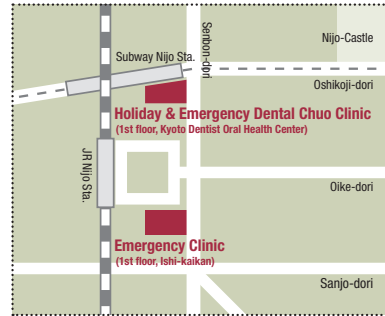 Nijo-Castle
Subway Nijo Sta.
Senbon-dori
Oshikoji-dori
Holiday & Emergency Dental Chuo Clinic
(1st floor, Kyoto Dentist Oral Health Center)
JR Nijo Sta.
Oike-dori
Emergency Clinic
(1st floor, Ishi-kaikan)
Sanjo-dori